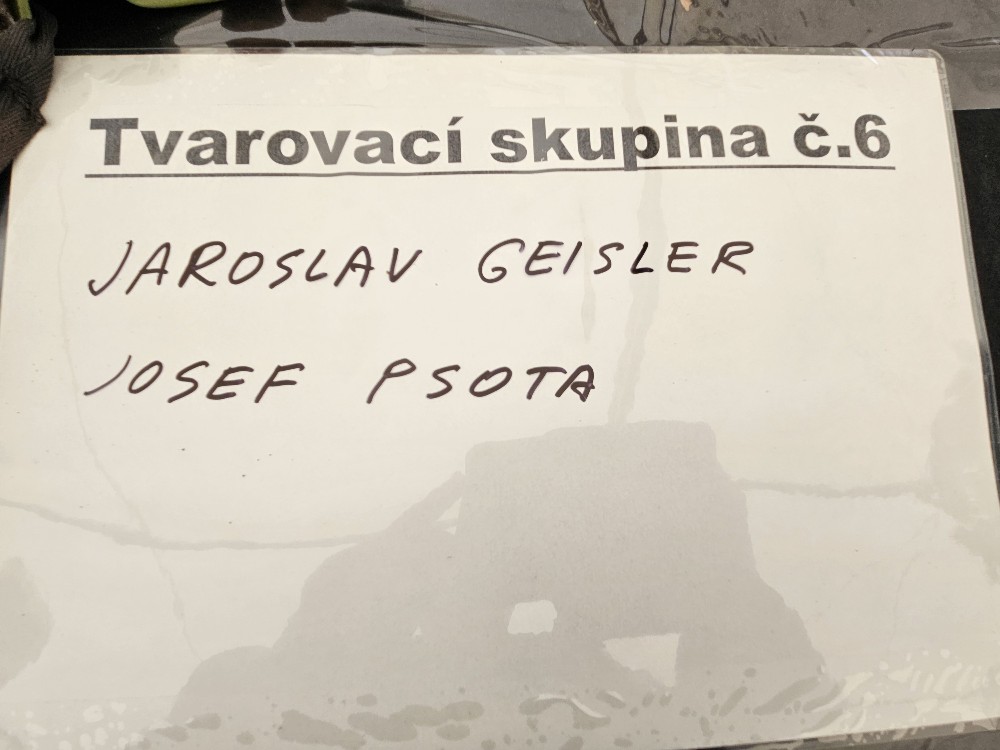 Tvarovací skupina č.6
JAROSLAV GEISLER
JOSEF PSOTA